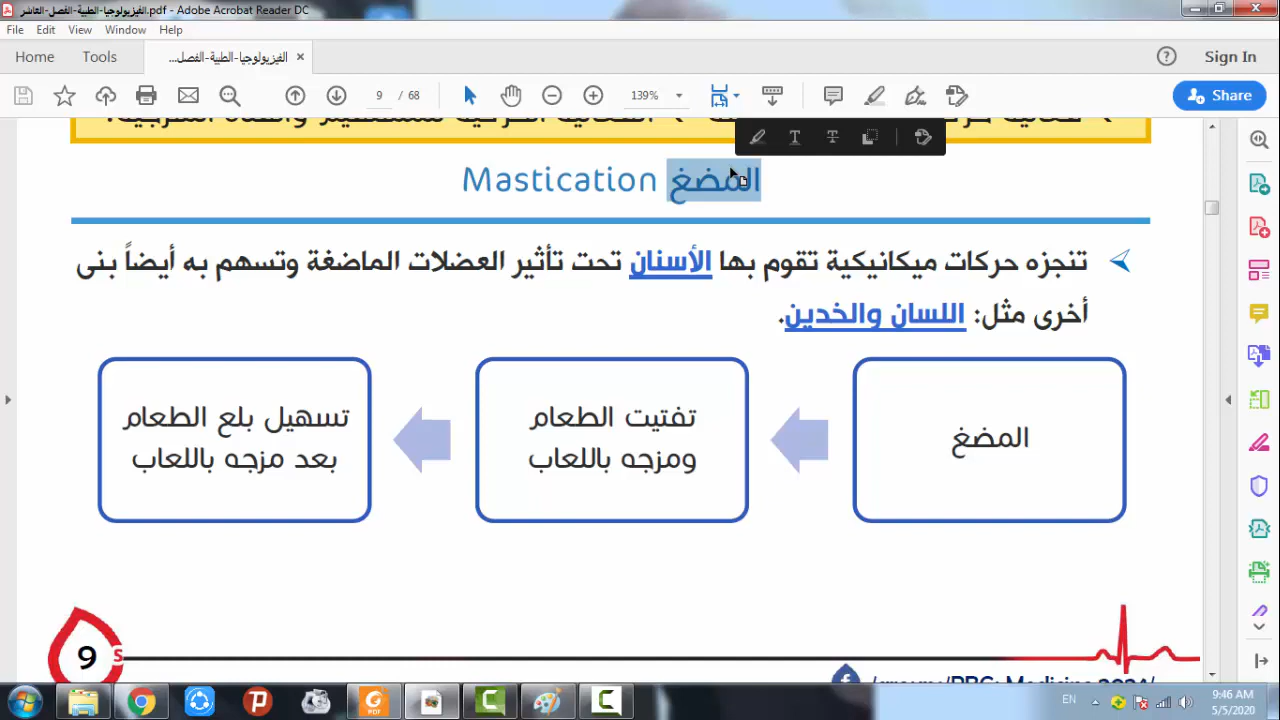 الفيزيولوجيا-الطبية-الفصل-العاشر.pdf - Adobe Acrobat Reader DC
File Edit View Window Help
Home Tools الفيزيولوجيا-الطبية-الفصل... × Sign In
9 / 68 139% Share
Mastication المضغ
تنجزه حركات ميكانيكية تقوم بها الأسنان تحت تأثير العضلات الماضغة وتسهم به أيضاً بنى
أخرى مثل: اللسان والخدين.
المضغ
تفتيت الطعام
ومزجه باللعاب
تسهيل بلع الطعام
بعد مزجه باللعاب
9
EN 9:46 AM
5/5/2020